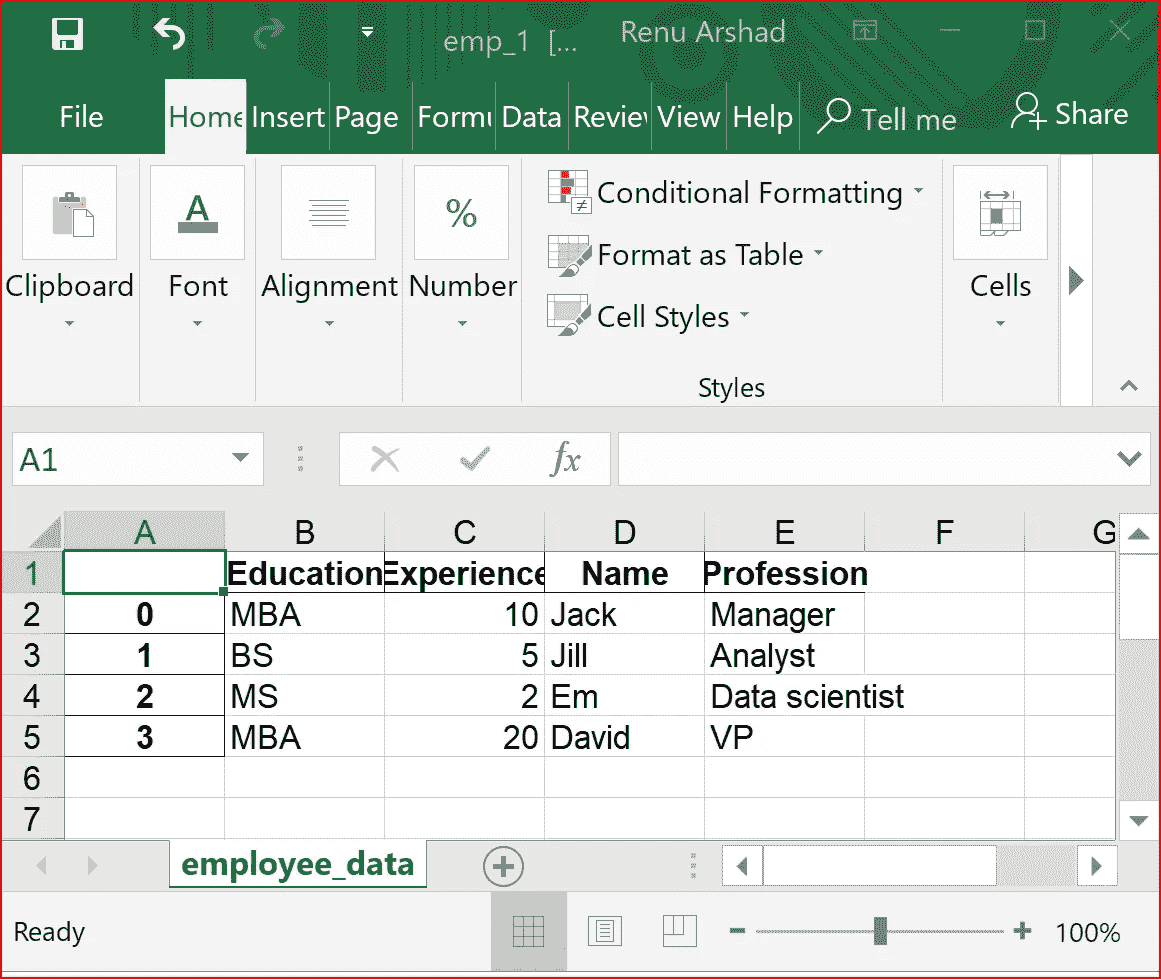 emp_1 [... Renu Arshad
File Home Insert Page Formu Data Review View Help Tell me Share
Conditional Formatting
Format as Table
Cell Styles
Clipboard Font Alignment Number Cells
Styles
A1 fx
A B C D E F G
1 Education Experience Name Profession
2 0 MBA 10 Jack Manager
3 1 BS 5 Jill Analyst
4 2 MS 2 Em Data scientist
5 3 MBA 20 David VP
6
7
employee_data
Ready 100%